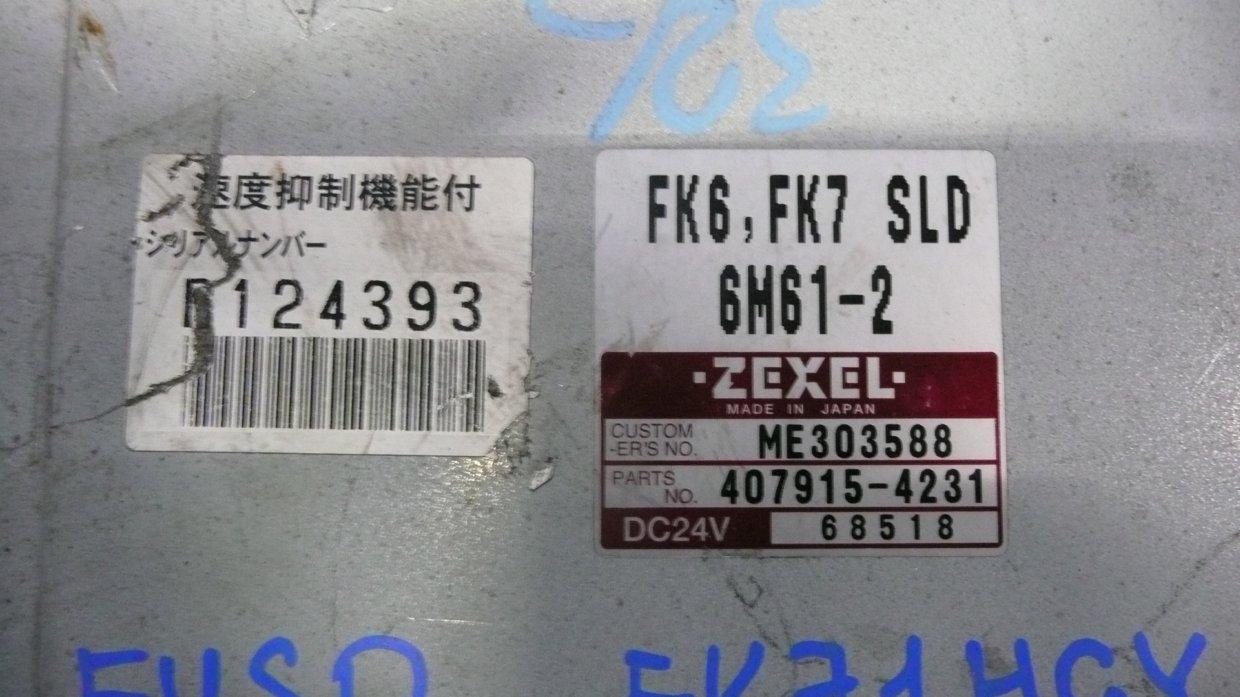 速度抑制機能付
シリアルナンバー
124393
FK6,FK7 SLD
6M61-2
·ZEXEL·
MADE IN JAPAN
CUSTOM
-ER'S NO. ME303588
PARTS
NO. 407915-4231
DC24V 68518